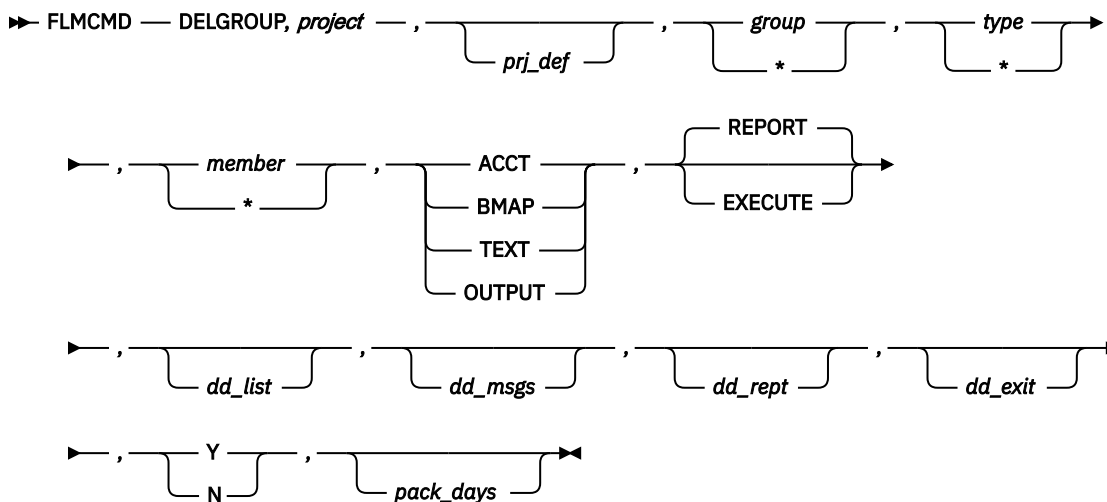 FLMCMD DELGROUP, project , , group , type
prj_def * *
REPORT
, member , ACCT ,
* BMAP EXECUTE
TEXT
OUTPUT
, , , ,
dd_list dd_msgs dd_rept dd_exit
, Y ,
N pack_days